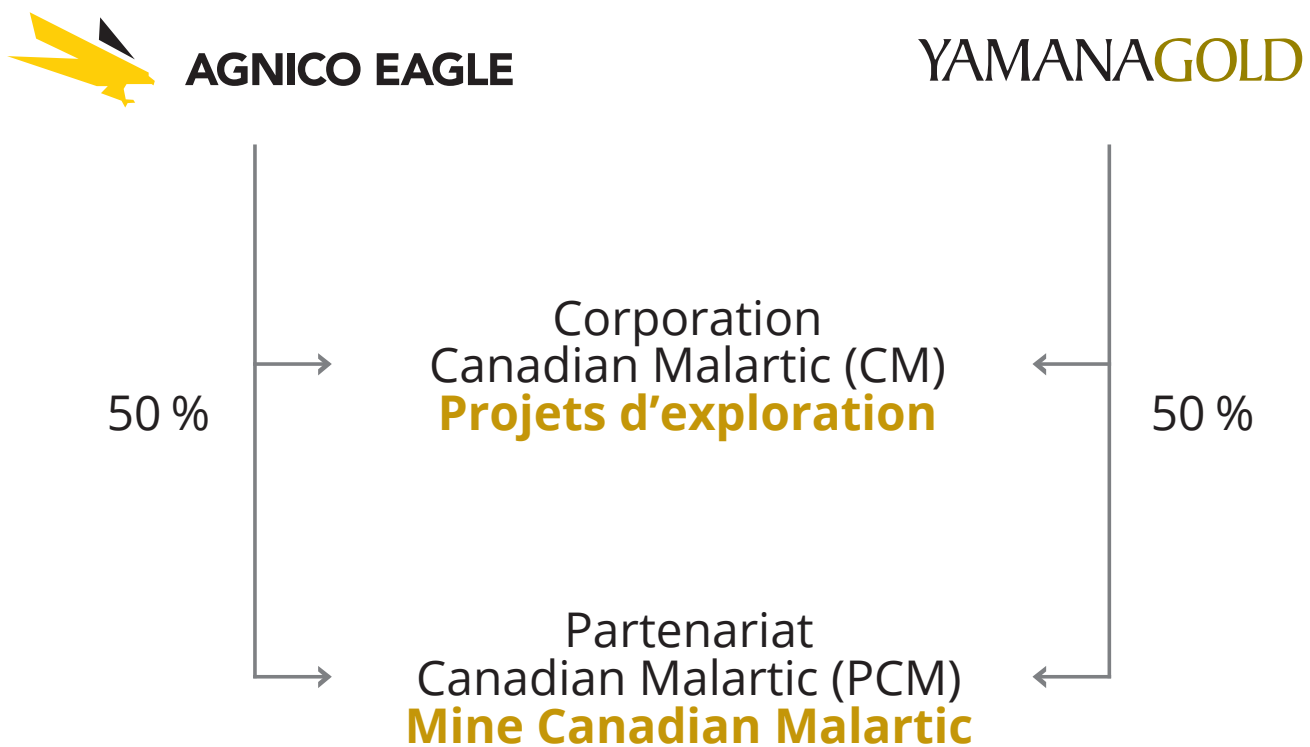 AGNICO EAGLE
YAMANAGOLD
Corporation
Canadian Malartic (CM)
Projets d’exploration
50 %
50 %
Partenariat
Canadian Malartic (PCM)
Mine Canadian Malartic